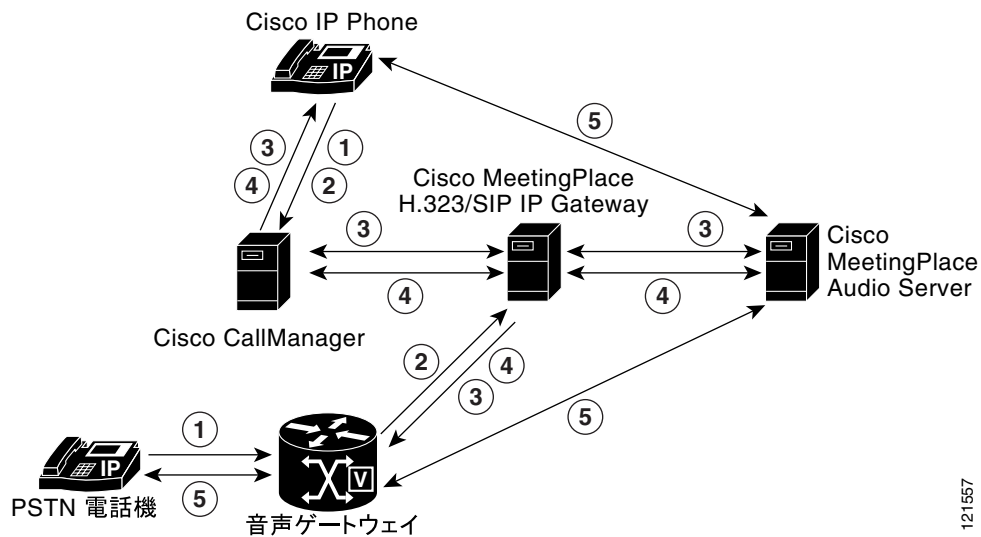 Cisco IP Phone
IP
5
3
1
4
2
Cisco MeetingPlace
H.323/SIP IP Gateway
3
3
Cisco
MeetingPlace
Audio Server
4
4
Cisco CallManager
2
4
3
5
1
IP
V
5
PSTN 電話機
音声ゲートウェイ
121557